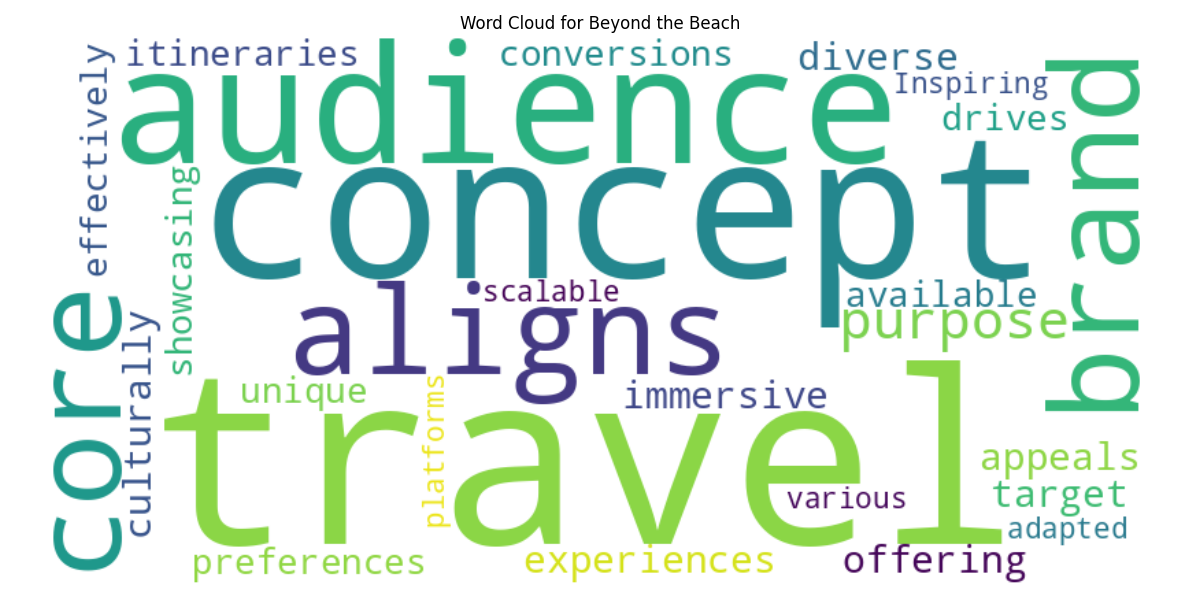 Word Cloud for Beyond the Beach
itineraries
conversions
diverse
Inspiring
drives
audience
effectively
brand
concept
showcasing
scalable
available
purpose
aligns
core
culturally
unique
platforms
immersive
travel
various
appeals
target
adapted
preferences
experiences
offering